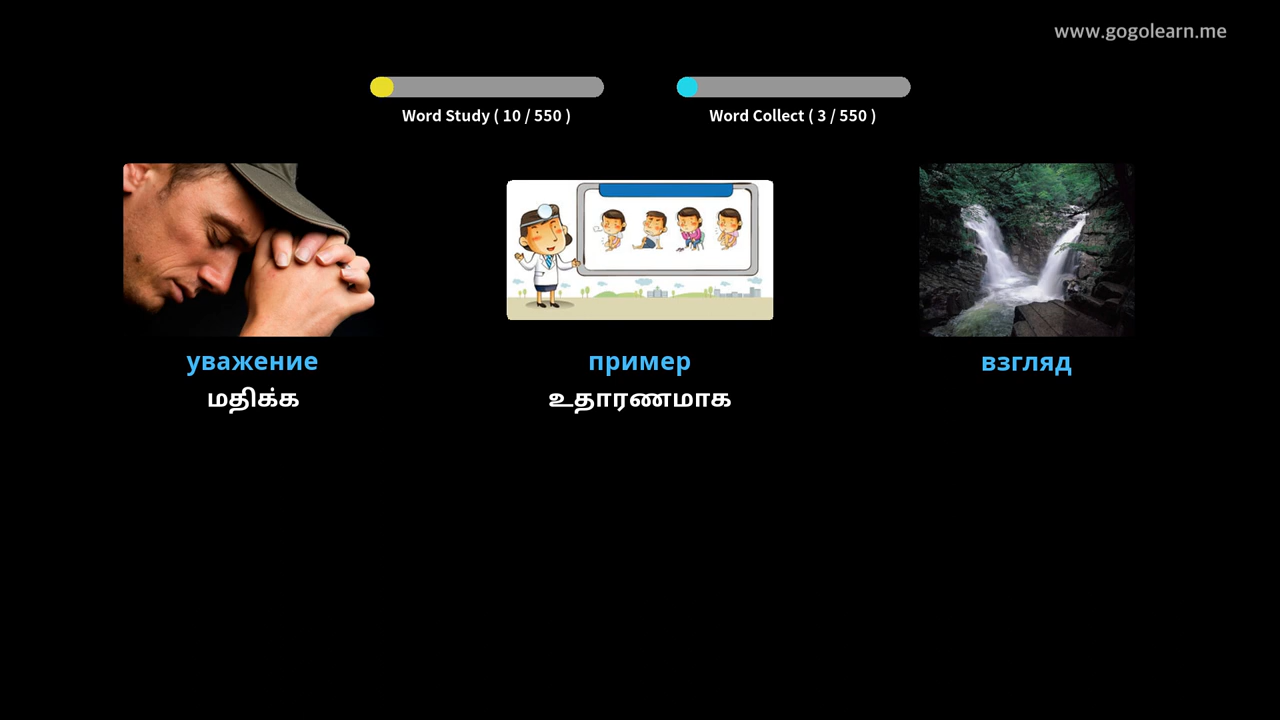 www.gogolearn.me
Word Study ( 10 / 550 )
Word Collect ( 3 / 550 )
уважение
மதிக்க
пример
உதாரணமாக
взгляд